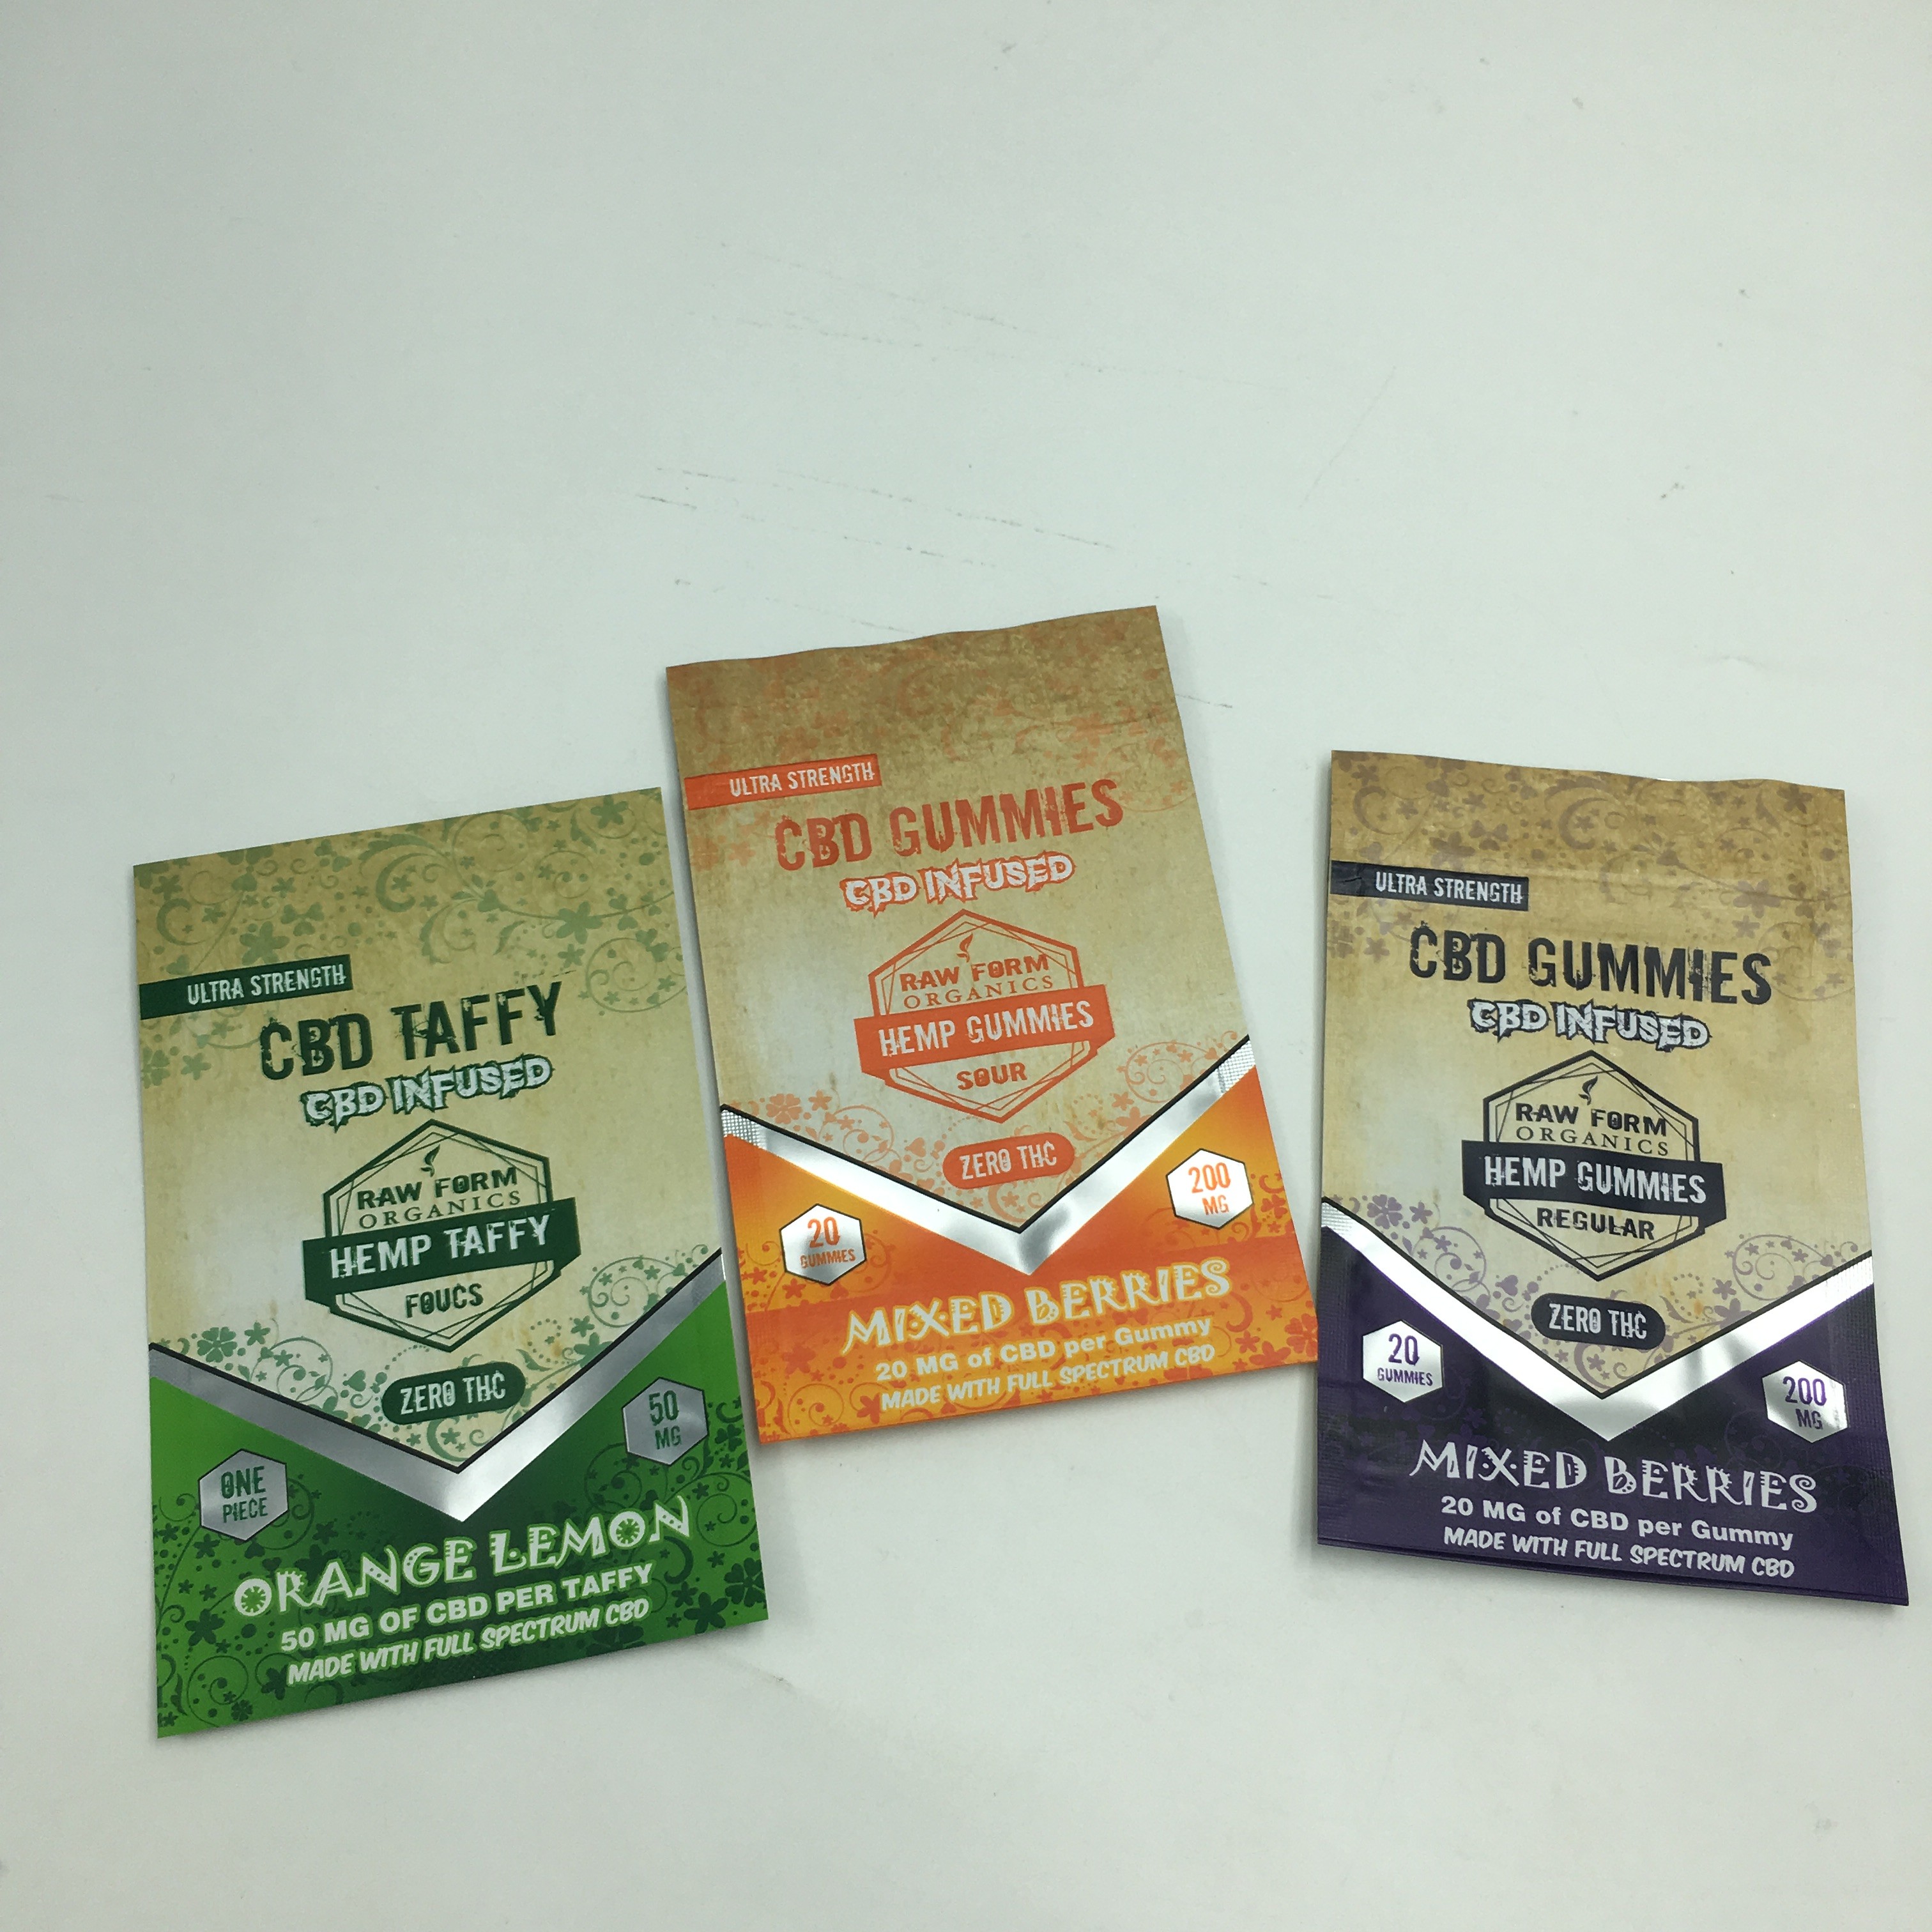 ULTRA STRENGTH
CBD TAFFY
CBD INFUSED
RAW FORM
ORGANICS
HEMP TAFFY
FOUCS
ZERO THC
50
MG
ONE
PIECE
ORANGE LEMON
50 MG OF CBD PER TAFFY
MADE WITH FULL SPECTRUM CBD
ULTRA STRENGTH
CBD GUMMIES
CBD INFUSED
RAW FORM
ORGANICS
HEMP GUMMIES
SOUR
ZERO THC
200
MG
20
GUMMIES
MIXED BERRIES
20 MG of CBD per Gummy
MADE WITH FULL SPECTRUM CBD
ULTRA STRENGTH
CBD GUMMIES
CBD INFUSED
RAW FORM
ORGANICS
HEMP GUMMIES
REGULAR
ZERO THC
20
GUMMIES
200
MG
MIXED BERRIES
20 MG of CBD per Gummy
MADE WITH FULL SPECTRUM CBD